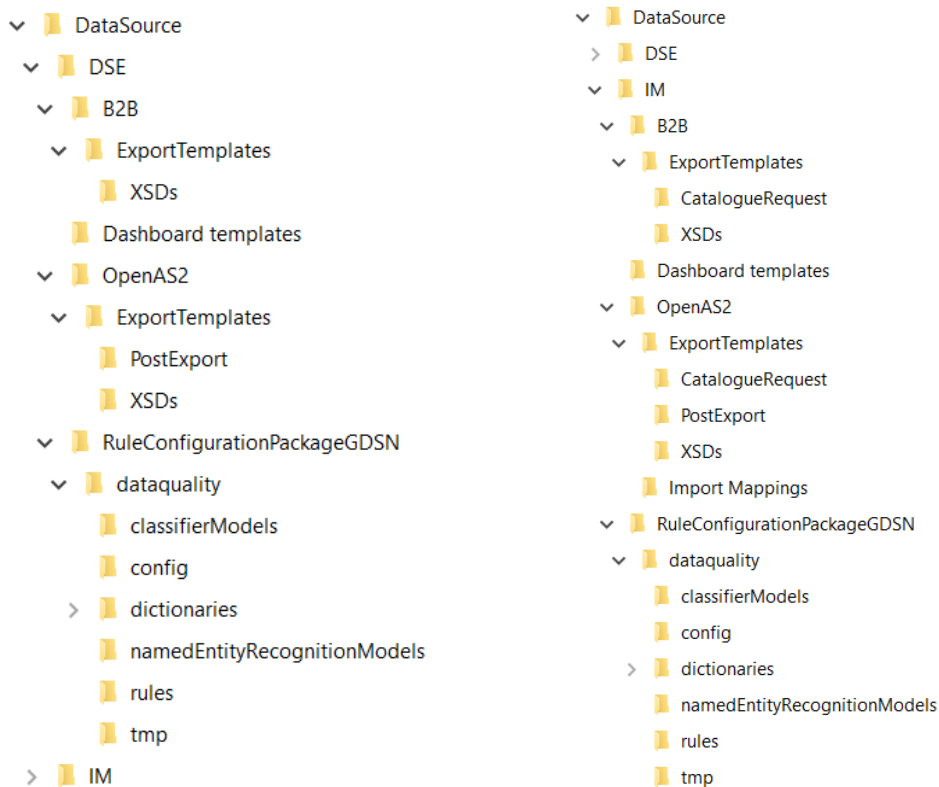 DataSource
DSE
B2B
ExportTemplates
XSDs
Dashboard templates
OpenAS2
ExportTemplates
PostExport
XSDs
RuleConfigurationPackageGDSN
dataquality
classifierModels
config
dictionaries
namedEntityRecognitionModels
rules
tmp
IM
DataSource
DSE
IM
B2B
ExportTemplates
CatalogueRequest
XSDs
Dashboard templates
OpenAS2
ExportTemplates
CatalogueRequest
PostExport
XSDs
Import Mappings
RuleConfigurationPackageGDSN
dataquality
classifierModels
config
dictionaries
namedEntityRecognitionModels
rules
tmp